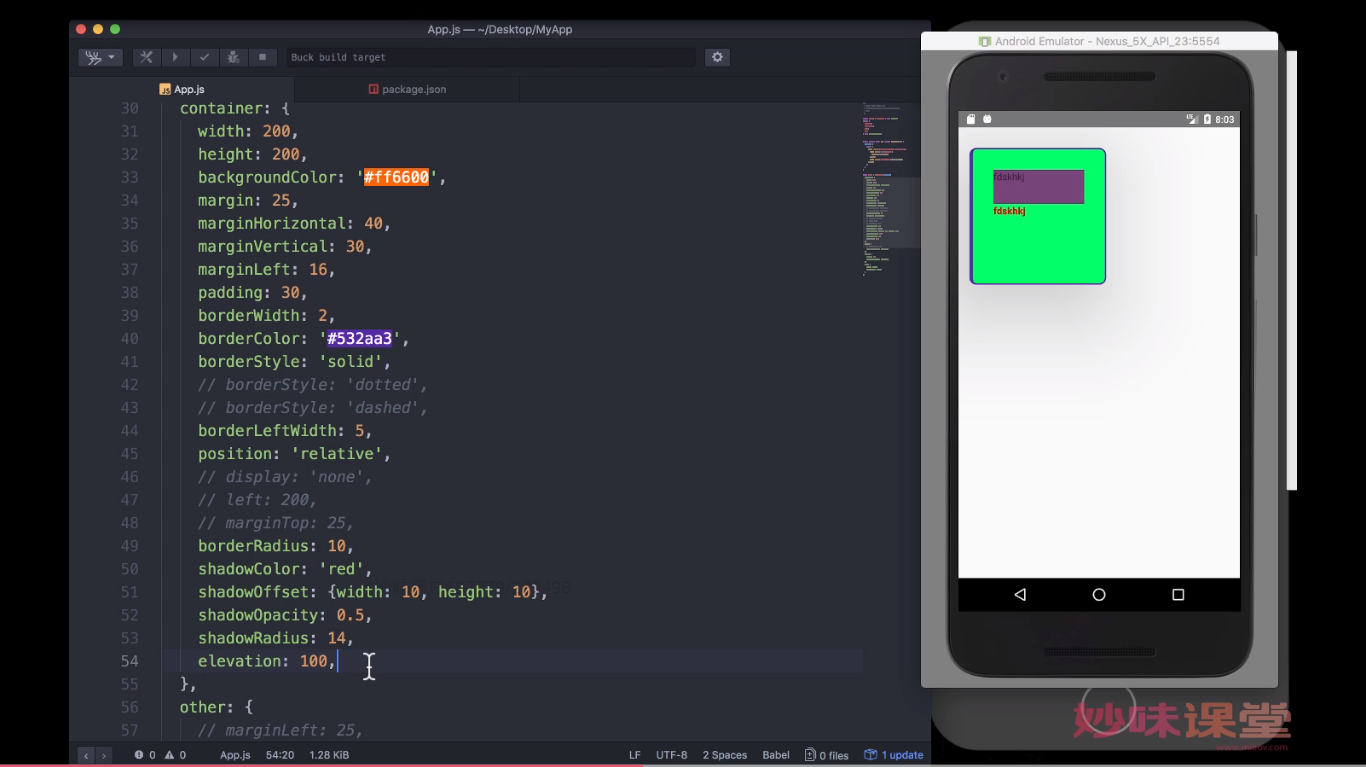 App.js — ~/Desktop/MyApp
Buck build target
App.js
package.json
30 container: {
31 width: 200,
32 height: 200,
33 backgroundColor: '#ff6600',
34 margin: 25,
35 marginHorizontal: 40,
36 marginVertical: 30,
37 marginLeft: 16,
38 padding: 30,
39 borderWidth: 2,
40 borderColor: '#532aa3',
41 borderStyle: 'solid',
42 // borderStyle: 'dotted',
43 // borderStyle: 'dashed',
44 borderLeftWidth: 5,
45 position: 'relative',
46 // display: 'none',
47 // left: 200,
48 // marginTop: 25,
49 borderRadius: 10,
50 shadowColor: 'red',
51 shadowOffset: {width: 10, height: 10},
52 shadowOpacity: 0.5,
53 shadowRadius: 14,
54 elevation: 100,
55 },
56 other: {
57 // marginLeft: 25,
0 0 App.js 54:20 1.28 KiB LF UTF-8 2 Spaces Babel 0 files 1 update
Android Emulator - Nexus_5X_API_23:5554
8:03
fdskhkj
fdskhkj
妙味课堂